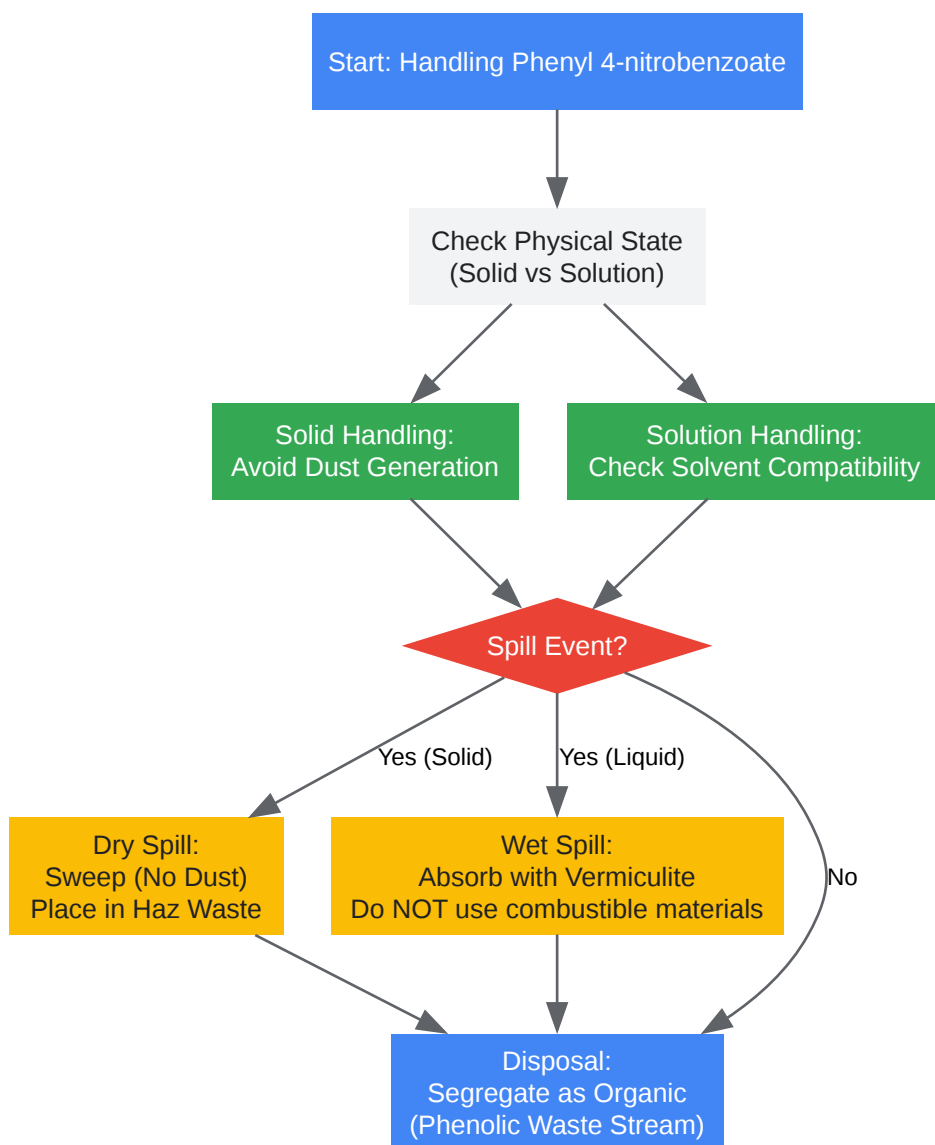 Start: Handling Phenyl 4-nitrobenzoate
Check Physical State
(Solid vs Solution)
Solid Handling:
Avoid Dust Generation
Solution Handling:
Check Solvent Compatibility
Spill Event?
Yes (Solid)
Yes (Liquid)
Dry Spill:
Sweep (No Dust)
Place in Haz Waste
Wet Spill:
Absorb with Vermiculite
Do NOT use combustible materials
No
Disposal:
Segregate as Organic
(Phenolic Waste Stream)